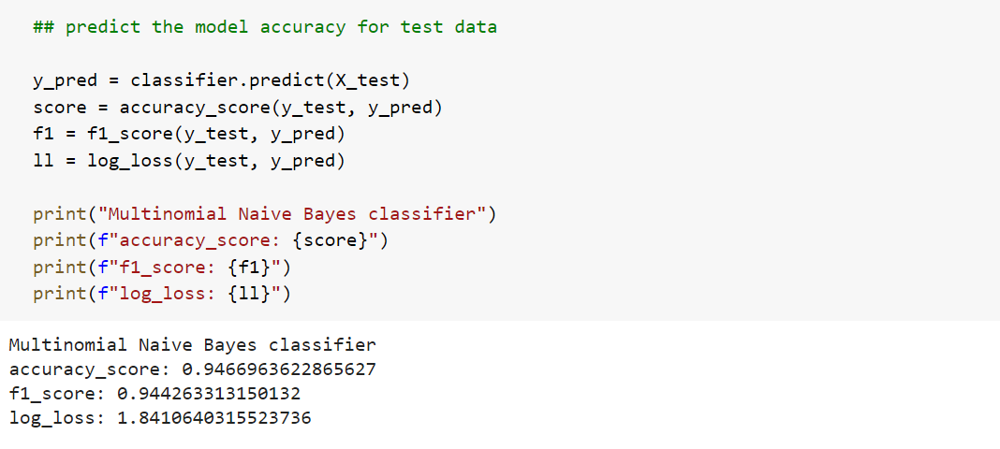 ## predict the model accuracy for test data
y_pred = classifier.predict(X_test)
score = accuracy_score(y_test, y_pred)
f1 = f1_score(y_test, y_pred)
ll = log_loss(y_test, y_pred)
print("Multinomial Naive Bayes classifier")
print(f"accuracy_score: {score}")
print(f"f1_score: {f1}")
print(f"log_loss: {ll}")
Multinomial Naive Bayes classifier
accuracy_score: 0.9466963622865627
f1_score: 0.944263313150132
log_loss: 1.8410640315523736